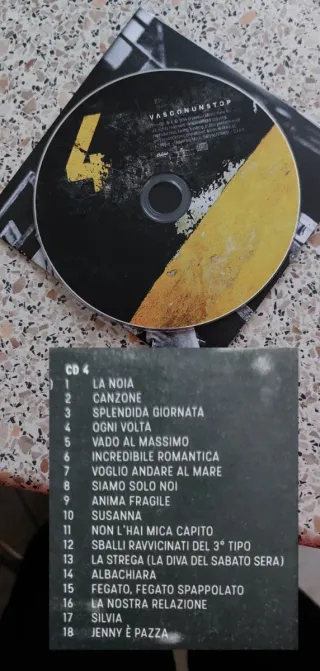 4
VASCONONSTOP
CD 4
1 LA NOIA
2 CANZONE
3 SPLENDIDA GIORNATA
4 OGNI VOLTA
5 VADO AL MASSIMO
6 INCREDIBILE ROMANTICA
7 VOGLIO ANDARE AL MARE
8 SIAMO SOLO NOI
9 ANIMA FRAGILE
10 SUSANNA
11 NON L'HAI MICA CAPITO
12 SBALLI RAVVICINATI DEL 3° TIPO
13 LA STREGA (LA DIVA DEL SABATO SERA)
14 ALBACHIARA
15 FEGATO, FEGATO SPAPPOLATO
16 LA NOSTRA RELAZIONE
17 SILVIA
18 JENNY È PAZZA